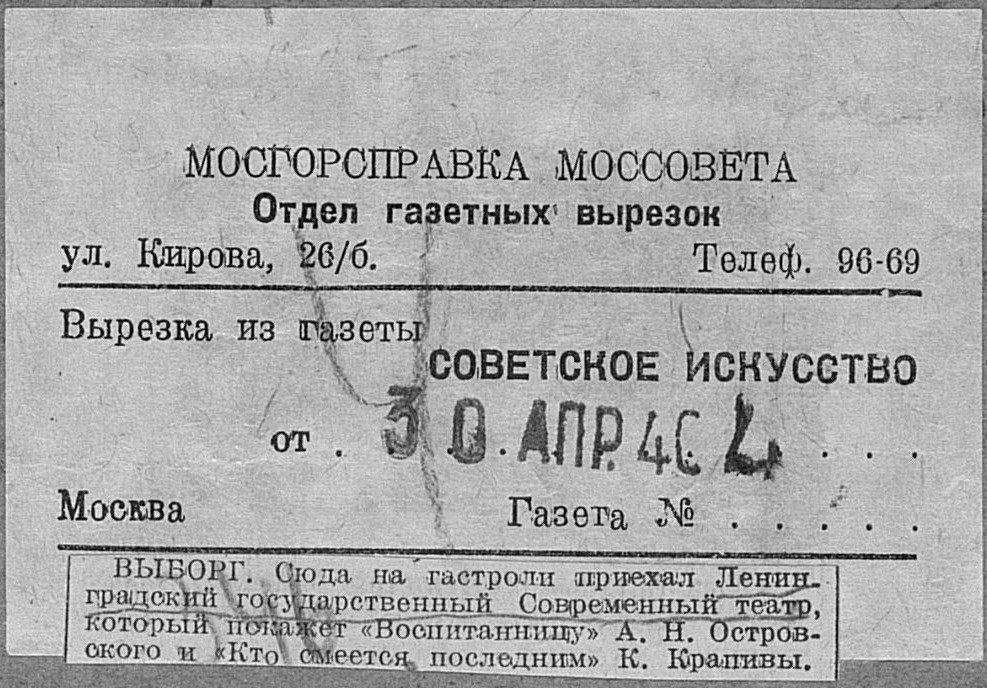 МОСГОРСПРАВКА МОССОВЕТА
Отдел газетных вырезок
ул. Кирова, 26/б. Телеф. 96-69
Вырезка из газеты
СОВЕТСКОЕ ИСКУССТВО
от . 30 АПР. 46 4 . . .
Москва Газета № . . . . .
ВЫБОРГ. Сюда на гастроли приехал Ленин-
градский государственный Современный театр,
который покажет «Воспитанницу» А. Н. Остров-
ского и «Кто смеется последним» К. Крапивы.